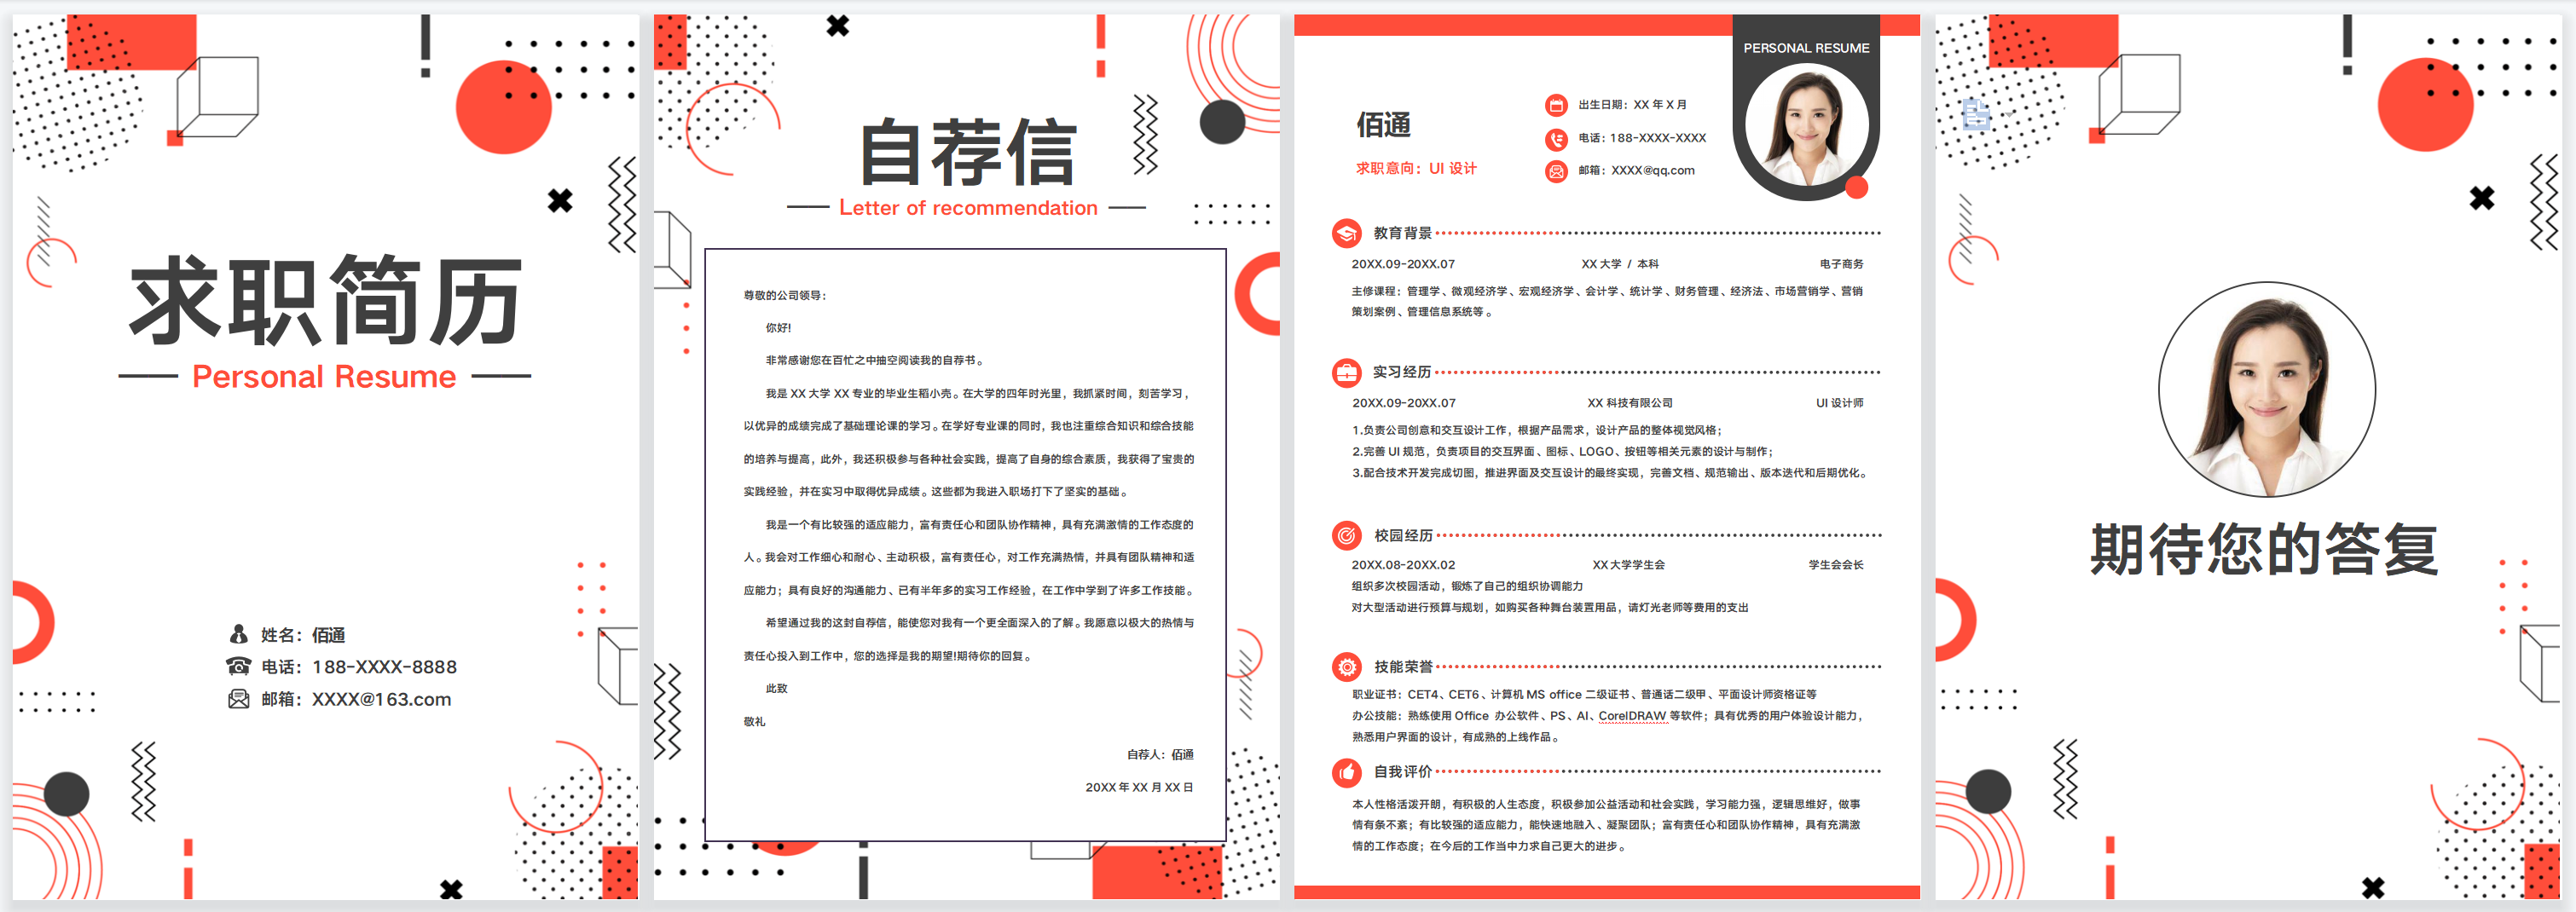 求职简历
Personal Resume
姓名：佰通
电话：188-XXXX-8888
邮箱：XXXX@163.com
自荐信
Letter of recommendation
尊敬的公司领导：
你好!
非常感谢您在百忙之中抽空阅读我的自荐书。
我是 XX 大学 XX 专业的毕业生稻小壳。在大学的四年时光里，我抓紧时间，刻苦学习，
以优异的成绩完成了基础理论课的学习。在学好专业课的同时，我也注重综合知识和综合技能
的培养与提高，此外，我还积极参与各种社会实践，提高了自身的综合素质，我获得了宝贵的
实践经验，并在实习中取得优异成绩。这些都为我进入职场打下了坚实的基础。
我是一个有比较强的适应能力，富有责任心和团队协作精神，具有充满激情的工作态度的
人。我会对工作细心和耐心、主动积极，富有责任心，对工作充满热情，并具有团队精神和适
应能力；具有良好的沟通能力、已有半年多的实习工作经验，在工作中学到了许多工作技能。
希望通过我的这封自荐信，能使您对我有一个更全面深入的了解。我愿意以极大的热情与
责任心投入到工作中，您的选择是我的期望!期待你的回复。
此致
敬礼
自荐人：佰通
20XX 年 XX 月 XX 日
PERSONAL RESUME
佰通
求职意向：UI 设计
出生日期：XX 年 X 月
电话：188-XXXX-XXXX
邮箱：XXXX@qq.com
教育背景
20XX.09-20XX.07 XX 大学 / 本科 电子商务
主修课程：管理学、微观经济学、宏观经济学、会计学、统计学、财务管理、经济法、市场营销学、营销
策划案例、管理信息系统等。
实习经历
20XX.09-20XX.07 XX 科技有限公司 UI 设计师
1.负责公司创意和交互设计工作，根据产品需求，设计产品的整体视觉风格；
2.完善 UI 规范，负责项目的交互界面、图标、LOGO、按钮等相关元素的设计与制作；
3.配合技术开发完成切图，推进界面及交互设计的最终实现，完善文档、规范输出、版本迭代和后期优化。
校园经历
20XX.08-20XX.02 XX 大学学生会 学生会会长
组织多次校园活动，锻炼了自己的组织协调能力
对大型活动进行预算与规划，如购买各种舞台装置用品，请灯光老师等费用的支出
技能荣誉
职业证书：CET4、CET6、计算机 MS office 二级证书、普通话二级甲、平面设计师资格证等
办公技能：熟练使用 Office 办公软件、PS、AI、CorelDRAW 等软件；具有优秀的用户体验设计能力，
熟悉用户界面的设计，有成熟的上线作品。
自我评价
本人性格活泼开朗，有积极的人生态度，积极参加公益活动和社会实践，学习能力强，逻辑思维好，做事
情有条不紊；有比较强的适应能力，能快速地融入、凝聚团队；富有责任心和团队协作精神，具有充满激
情的工作态度；在今后的工作当中力求自己更大的进步。
期待您的答复